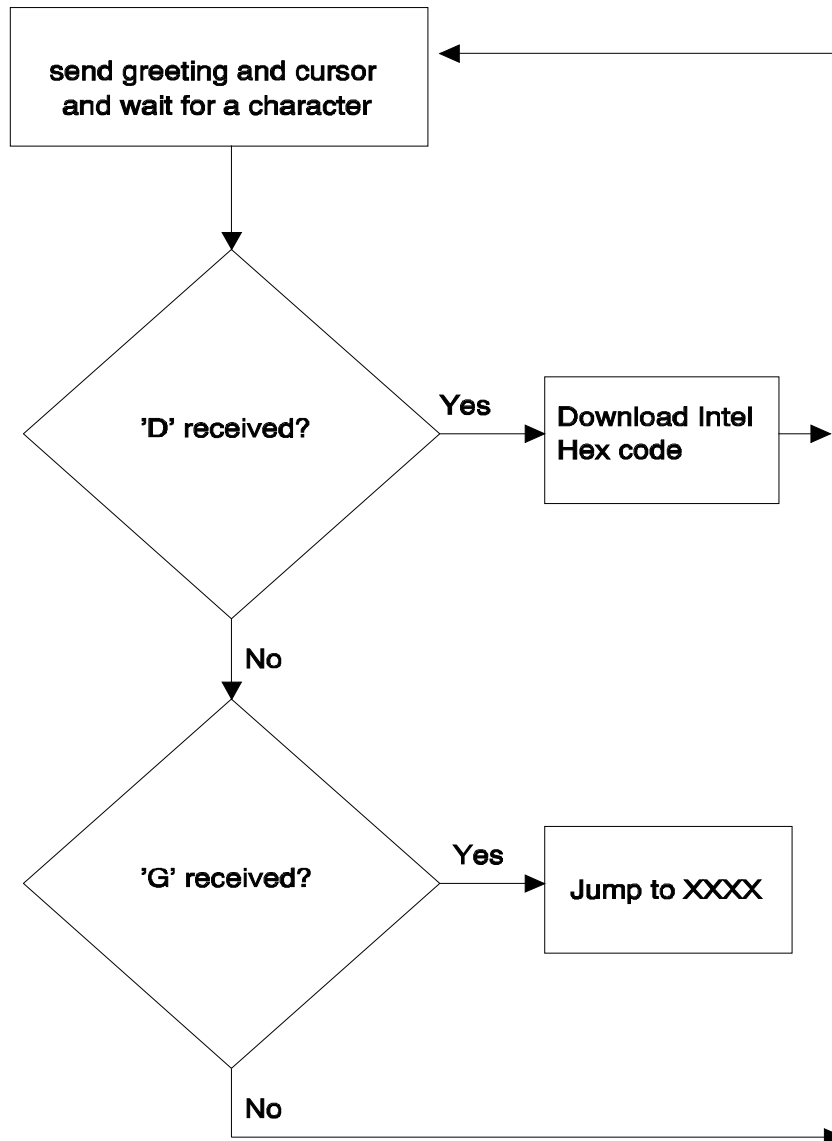 send greeting and cursor
and wait for a character
’D’ received?
Yes
Download Intel
Hex code
No
’G’ received?
Yes
Jump to XXXX
No